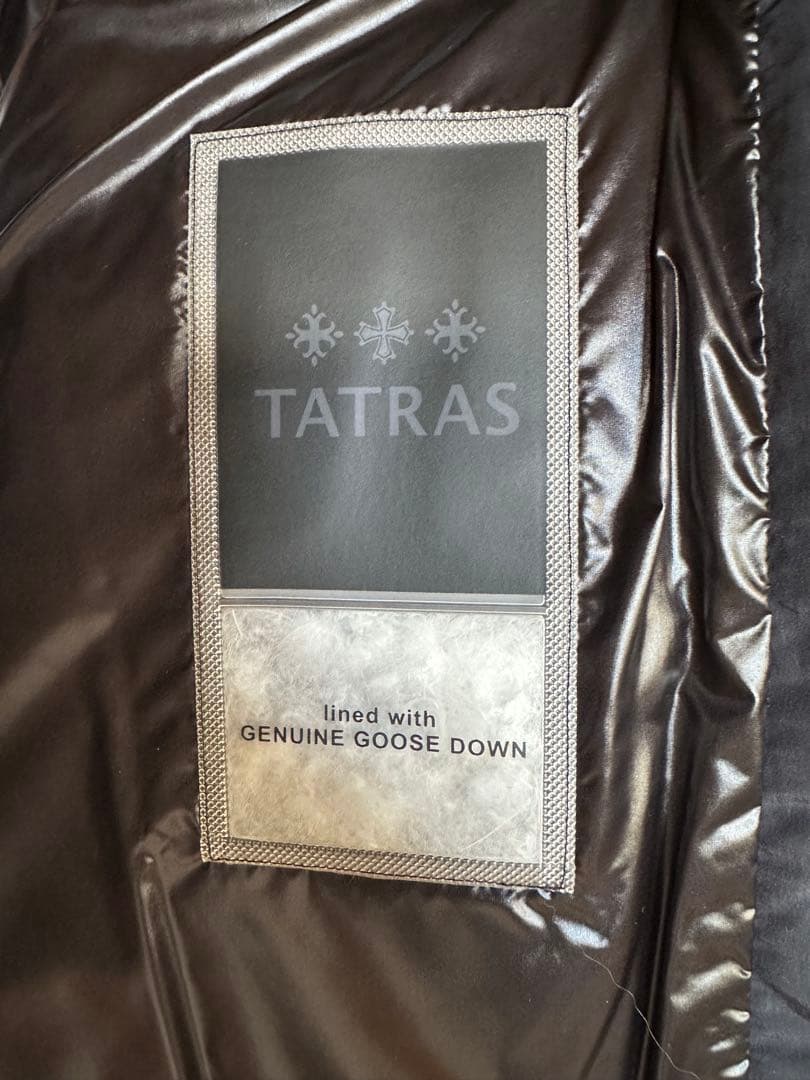 TATRAS
lined with
GENUINE GOOSE DOWN